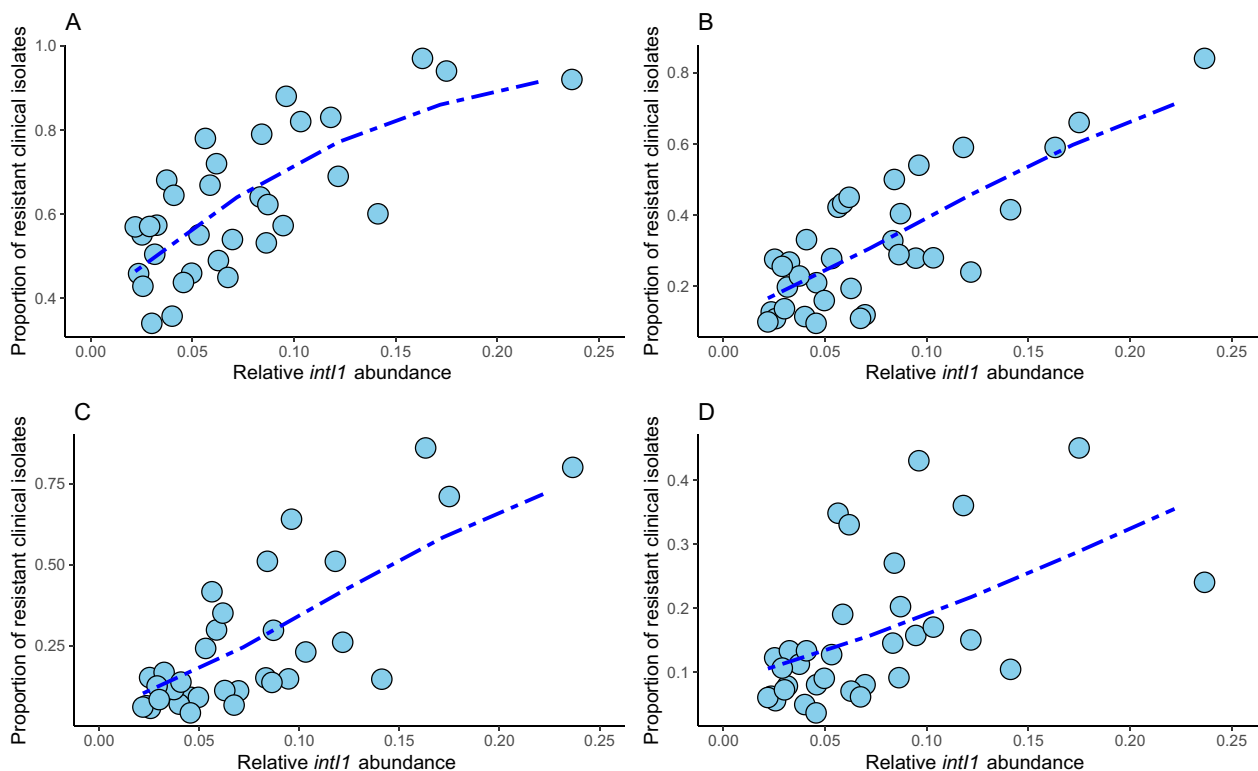 A
Proportion of resistant clinical isolates
1.0
0.8
0.6
0.4
0.00 0.05 0.10 0.15 0.20 0.25
Relative intI1 abundance
B
Proportion of resistant clinical isolates
0.8
0.6
0.4
0.2
0.00 0.05 0.10 0.15 0.20 0.25
Relative intI1 abundance
C
Proportion of resistant clinical isolates
0.75
0.50
0.25
0.00 0.05 0.10 0.15 0.20 0.25
Relative intI1 abundance
D
Proportion of resistant clinical isolates
0.4
0.3
0.2
0.1
0.00 0.05 0.10 0.15 0.20 0.25
Relative intI1 abundance